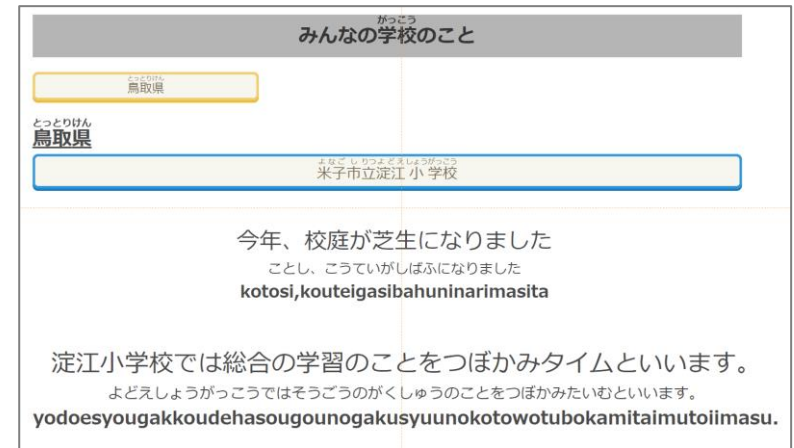 がっこう
みんなの学校のこと
とっとりけん
鳥取県
とっとりけん
鳥取県
よなごしりつよどえしょうがっこう
米子市立淀江小学校
今年、校庭が芝生になりました
ことし、こうていがしばふになりました
kotosi,kouteigasibahuninarimasita
淀江小学校では総合の学習のことをつぼかみタイムといいます。
よどえしょうがっこうではそうごうのがくしゅうのことをつぼかみたいむといいます。
yodoesyougakkoudehasougounogakusyuunokotowotubokamitaimutoiimasu.